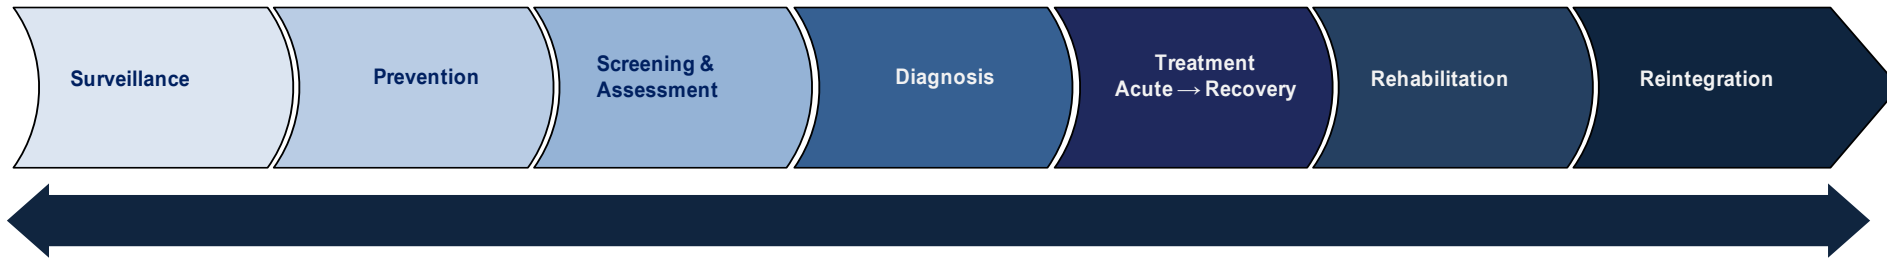 Surveillance
Prevention
Screening &
Assessment
Diagnosis
Treatment
Acute → Recovery
Rehabilitation
Reintegration